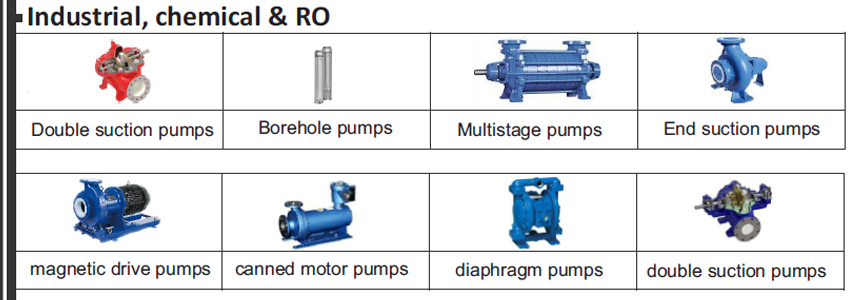 Industrial, chemical & RO
Double suction pumps
Borehole pumps
Multistage pumps
End suction pumps
magnetic drive pumps
canned motor pumps
diaphragm pumps
double suction pumps